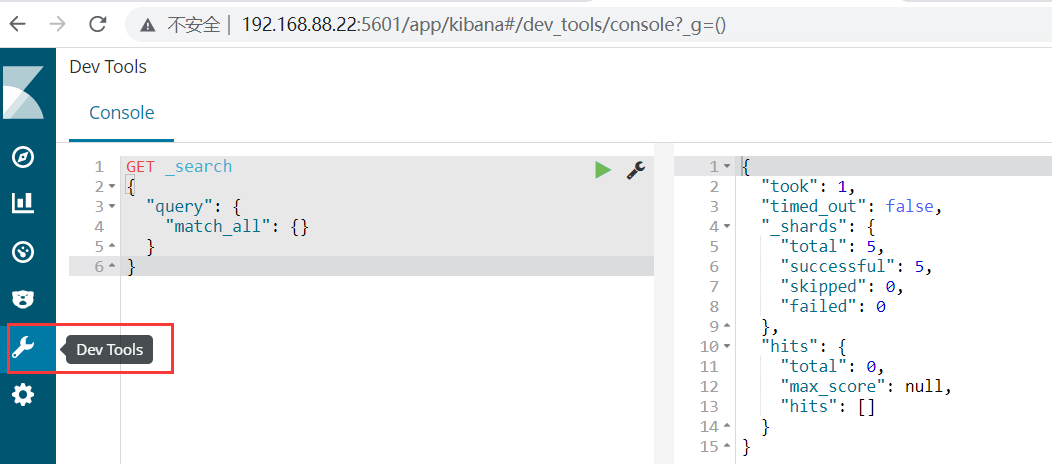 不安全 | 192.168.88.22:5601/app/kibana#/dev_tools/console?_g=()
Dev Tools
Console
1 GET _search
2 {
3 "query": {
4 "match_all": {}
5 }
6 }
Dev Tools
1 {
2 "took": 1,
3 "timed_out": false,
4 "_shards": {
5 "total": 5,
6 "successful": 5,
7 "skipped": 0,
8 "failed": 0
9 },
10 "hits": {
11 "total": 0,
12 "max_score": null,
13 "hits": []
14 }
15 }